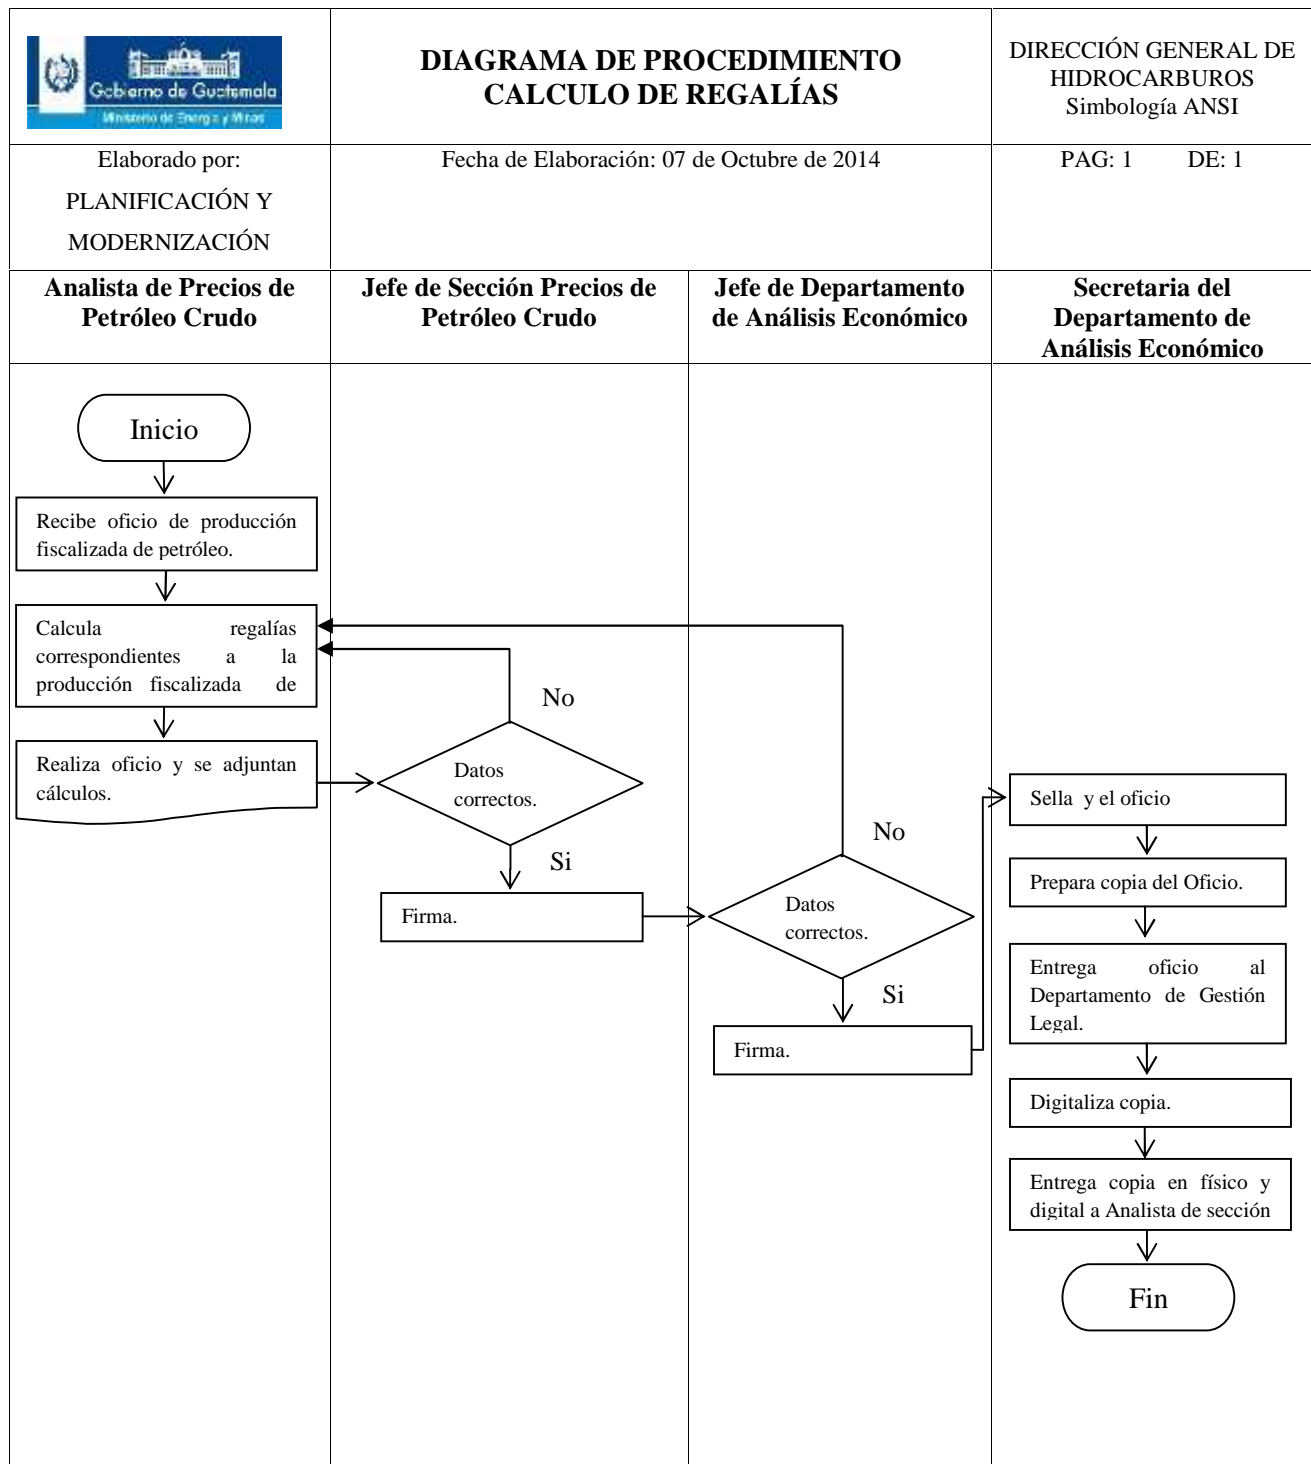 Gobierno de Guatemala
Ministerio de Energía y Minas
DIAGRAMA DE PROCEDIMIENTO
CALCULO DE REGALÍAS
DIRECCIÓN GENERAL DE
HIDROCARBUROS
Simbología ANSI
Elaborado por:
PLANIFICACIÓN Y
MODERNIZACIÓN
Fecha de Elaboración: 07 de Octubre de 2014
PAG: 1 DE: 1
Analista de Precios de
Petróleo Crudo
Jefe de Sección Precios de
Petróleo Crudo
Jefe de Departamento
de Análisis Económico
Secretaria del
Departamento de
Análisis Económico
Inicio
Recibe oficio de producción
fiscalizada de petróleo.
Calcula regalías
correspondientes a la
producción fiscalizada de
Realiza oficio y se adjuntan
cálculos.
No
Datos
correctos.
Si
Firma.
No
Datos
correctos.
Si
Firma.
Sella y el oficio
Prepara copia del Oficio.
Entrega oficio al
Departamento de Gestión
Legal.
Digitaliza copia.
Entrega copia en físico y
digital a Analista de sección
Fin